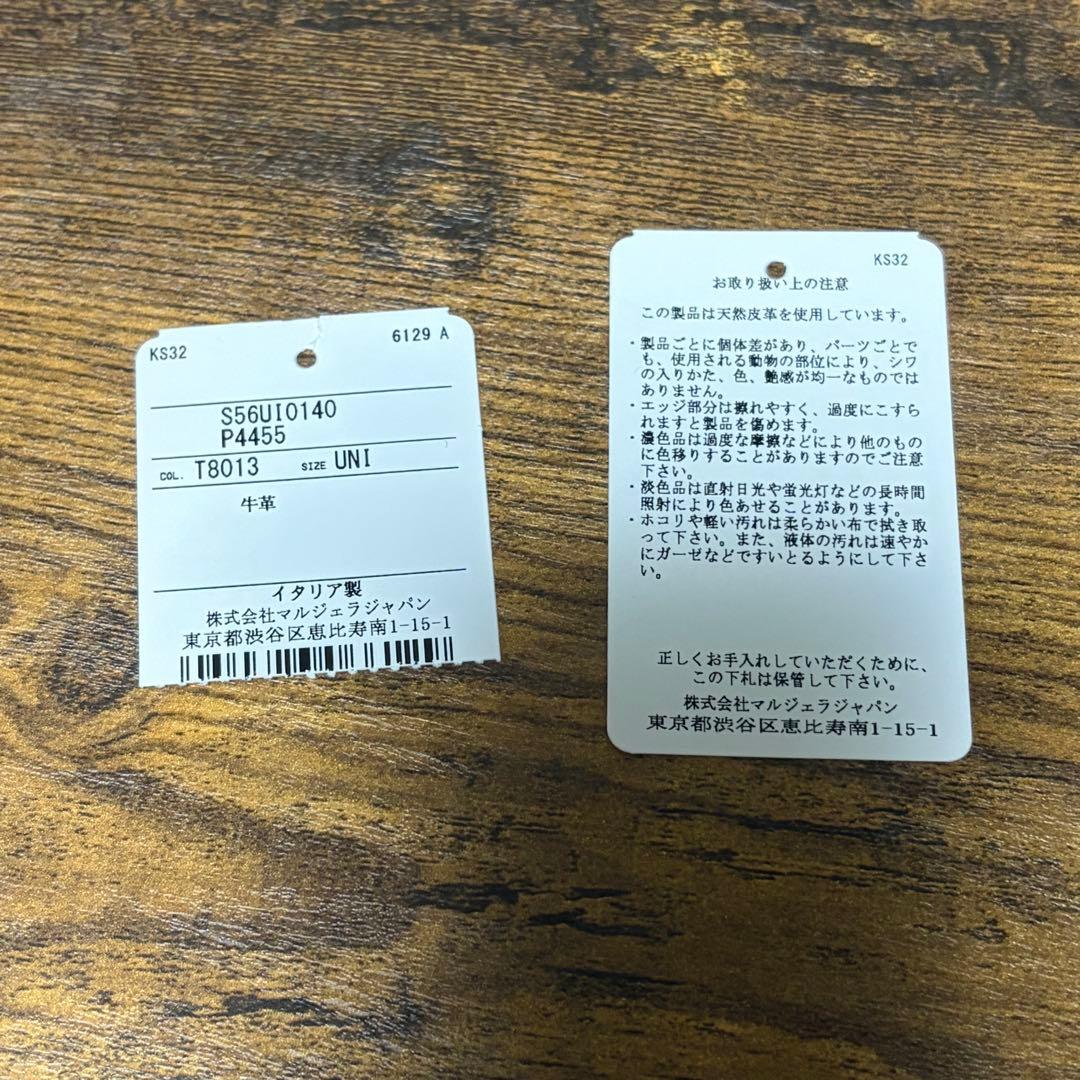 KS32
6129 A
S56UI0140
P4455
COL. T8013 SIZE UNI
牛革
イタリア製
株式会社マルジェラジャパン
東京都渋谷区恵比寿南1-15-1
KS32
お取り扱い上の注意
この製品は天然皮革を使用しています。
・製品ごとに個体差があり、パーツごとで
も、使用される動物の部位により、シワ
の入りかた、色、艶感が均一なものでは
ありません。
・エッジ部分は擦れやすく、過度にこすら
れますと製品を傷めます。
・濃色品は過度な摩擦などにより他のもの
に色移りすることがありますのでご注意
下さい。
・淡色品は直射日光や蛍光灯などの長時間
照射により色あせることがあります。
・ホコリや軽い汚れは柔らかい布で拭き取
って下さい。また、液体の汚れは速やか
にガーゼなどですいとるようにして下さ
い。
正しくお手入れしていただくために、
この下札は保管して下さい。
株式会社マルジェラジャパン
東京都渋谷区恵比寿南1-15-1